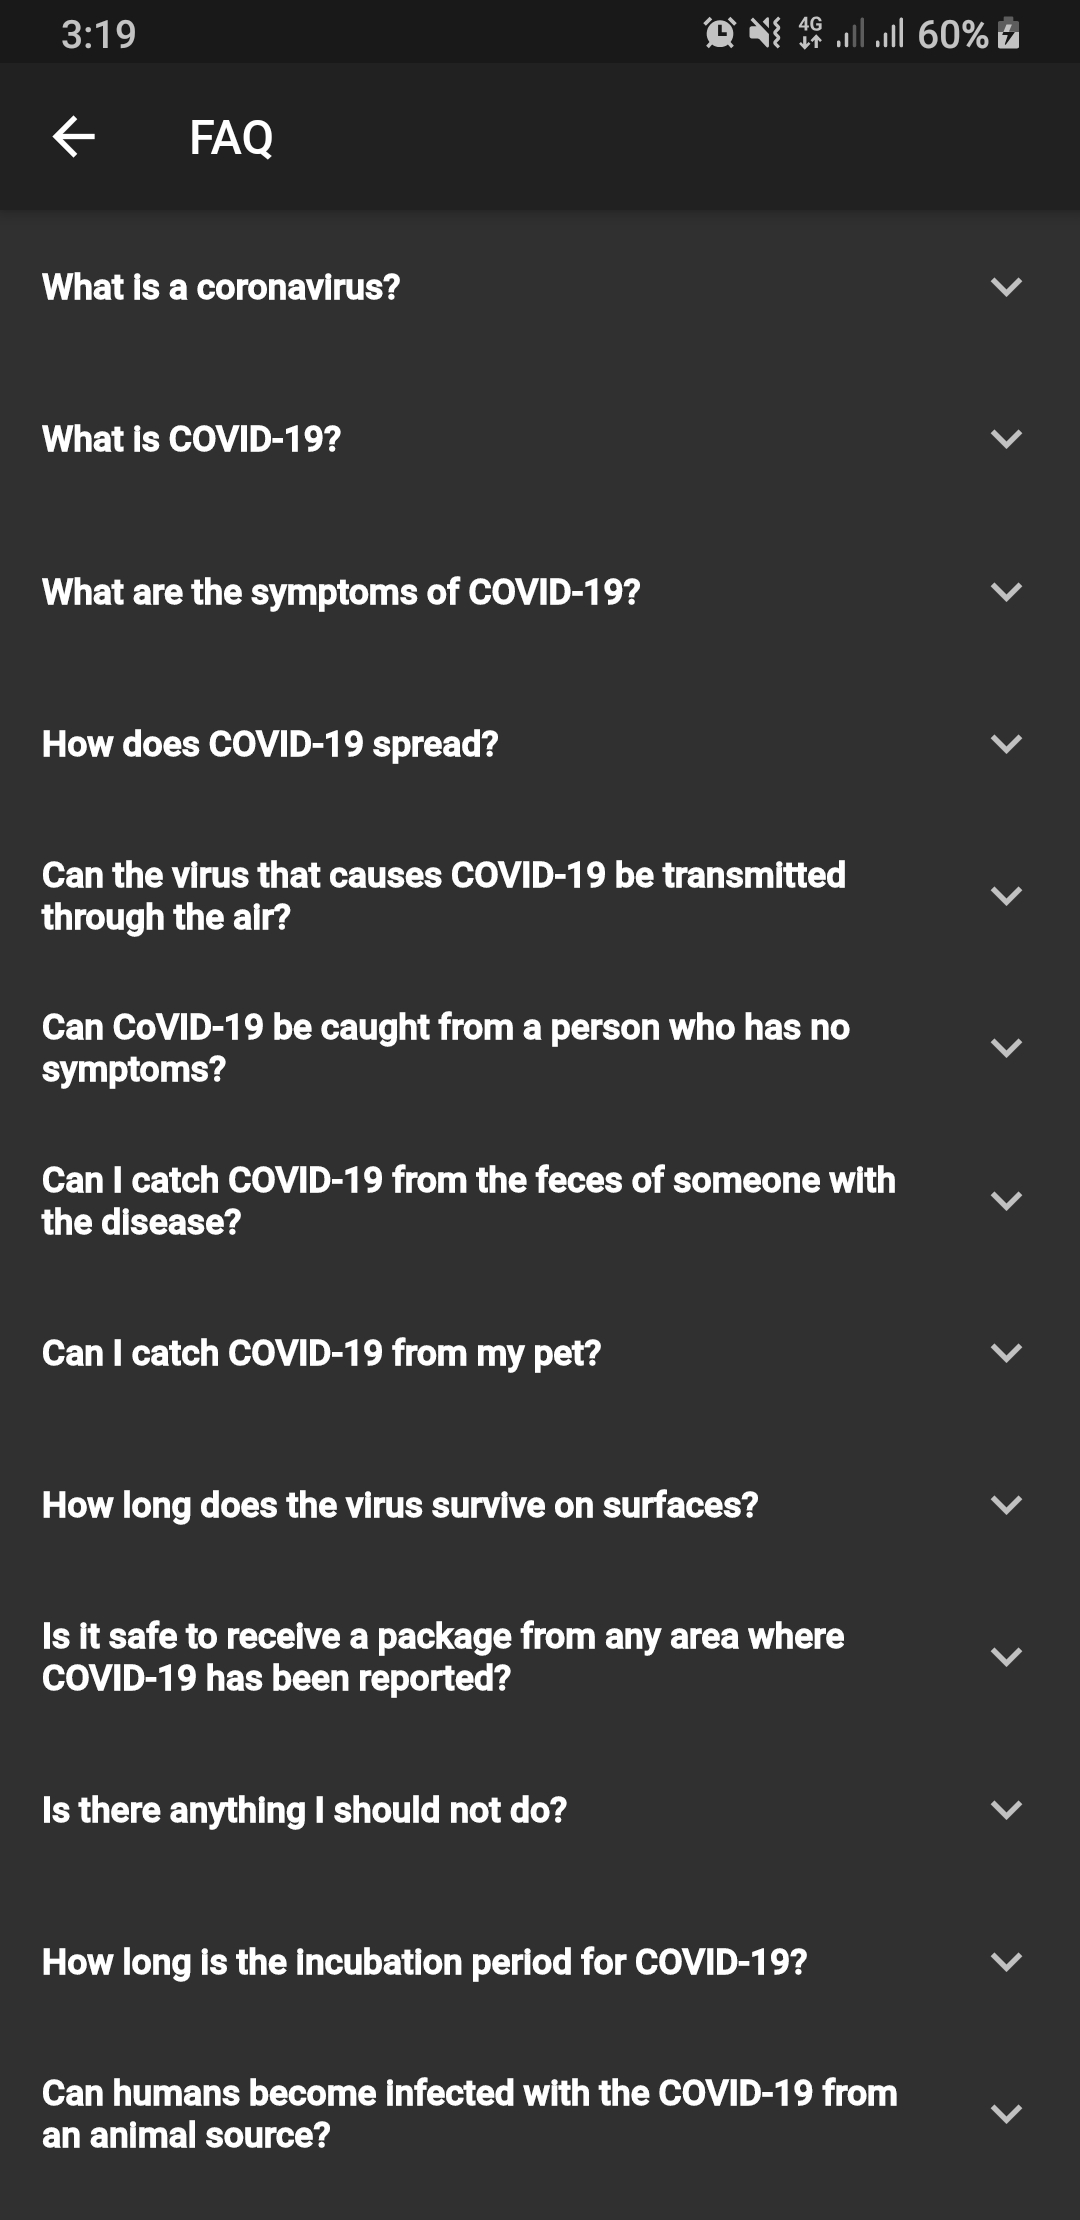 3:19 4G 60%
FAQ
What is a coronavirus?
What is COVID-19?
What are the symptoms of COVID-19?
How does COVID-19 spread?
Can the virus that causes COVID-19 be transmitted
through the air?
Can CoVID-19 be caught from a person who has no
symptoms?
Can I catch COVID-19 from the feces of someone with
the disease?
Can I catch COVID-19 from my pet?
How long does the virus survive on surfaces?
Is it safe to receive a package from any area where
COVID-19 has been reported?
Is there anything I should not do?
How long is the incubation period for COVID-19?
Can humans become infected with the COVID-19 from
an animal source?